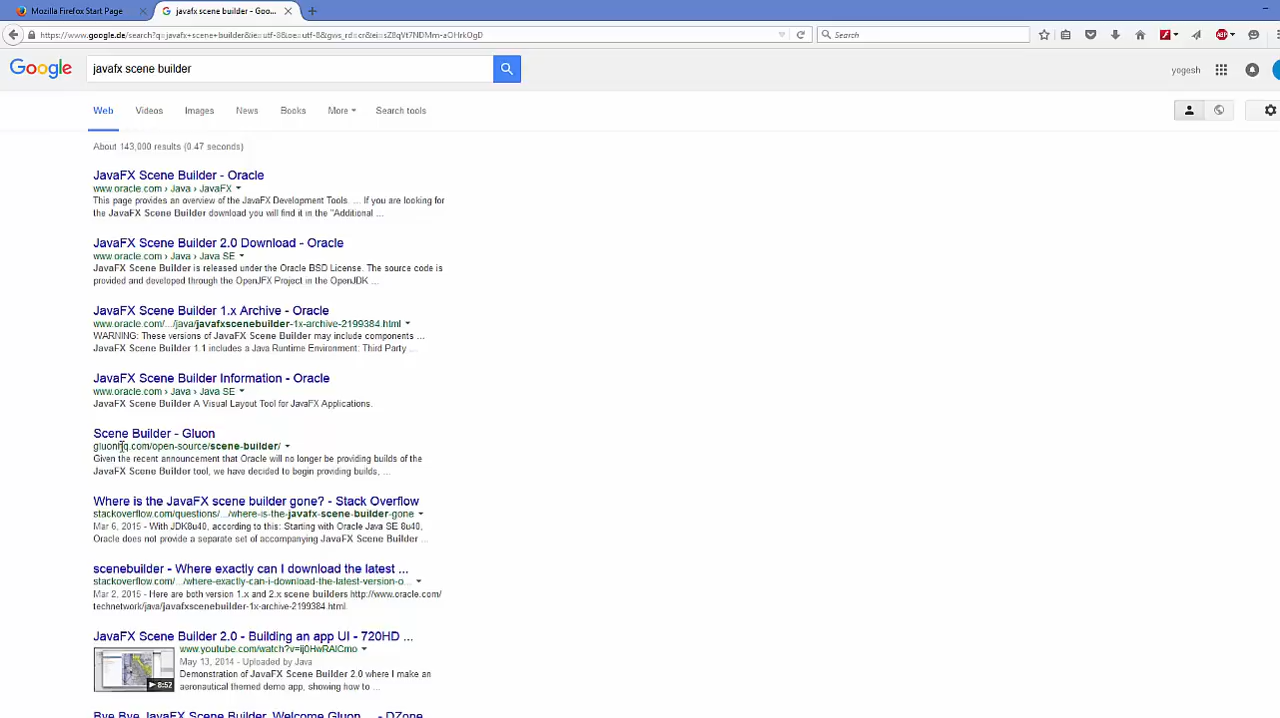 Mozilla Firefox Start Page
javafx scene builder - Goo...
https://www.google.de/search?q=javafx+scene+builder&ie=utf-8&oe=utf-8&gws_rd=cr&ei=
Search
Google
javafx scene builder
yogesh
Web
Videos
Images
News
Books
More
Search tools
About 143,000 results (0.47 seconds)
JavaFX Scene Builder - Oracle
www.oracle.com › Java › JavaFX
This page provides an overview of the JavaFX Development Tools. ... If you are looking for
the JavaFX Scene Builder download you will find it in the "Additional ...
JavaFX Scene Builder 2.0 Download - Oracle
www.oracle.com › Java › Java SE
JavaFX Scene Builder is released under the Oracle BSD License. The source code is
provided and developed through the OpenJFX Project in the OpenJDK ...
JavaFX Scene Builder 1.x Archive - Oracle
www.oracle.com/.../java/javafxscenebuilder-1x-archive-2199384.html
WARNING: These versions of JavaFX Scene Builder may include components ...
JavaFX Scene Builder 1.1 includes a Java Runtime Environment: Third Party ...
JavaFX Scene Builder Information - Oracle
www.oracle.com › Java › Java SE
JavaFX Scene Builder A Visual Layout Tool for JavaFX Applications.
Scene Builder - Gluon
gluonhq.com/open-source/scene-builder/
Given the recent announcement that Oracle will no longer be providing builds of the
JavaFX Scene Builder tool, we have decided to begin providing builds, ...
Where is the JavaFX scene builder gone? - Stack Overflow
stackoverflow.com/questions/.../where-is-the-javafx-scene-builder-gone
Mar 6, 2015 - With JDK8u40, according to this: Starting with Oracle Java SE 8u40,
Oracle does not provide a separate set of accompanying JavaFX Scene Builder ...
scenebuilder - Where exactly can I download the latest ...
stackoverflow.com/.../where-exactly-can-i-download-the-latest-version-o...
Mar 2, 2015 - Here are both version 1.x and 2.x scene builders http://www.oracle.com/
technetwork/java/javafxscenebuilder-1x-archive-2199384.html.
JavaFX Scene Builder 2.0 - Building an app UI - 720HD ...
www.youtube.com/watch?v=ij0HwRAlCmo
May 13, 2014 - Uploaded by Java
8:52
Demonstration of JavaFX Scene Builder 2.0 where I make an
aeronautical themed demo app, showing how to ...
Bye Bye JavaFX Scene Builder, Welcome Gluon ... - DZone